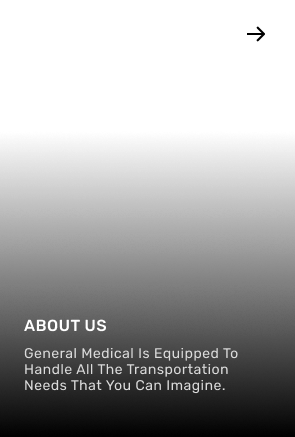 ABOUT US
General Medical Is Equipped To
Handle All The Transportation
Needs That You Can Imagine.